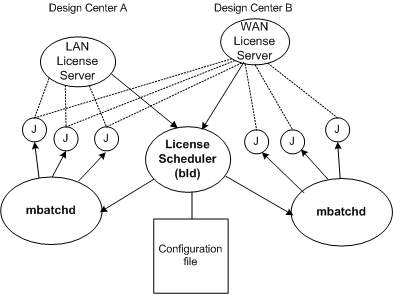 Design Center A
Design Center B
LAN
License
Server
WAN
License
Server
J
J
J
J
J
J
License
Scheduler
(bld)
mbatchd
mbatchd
Configuration
file